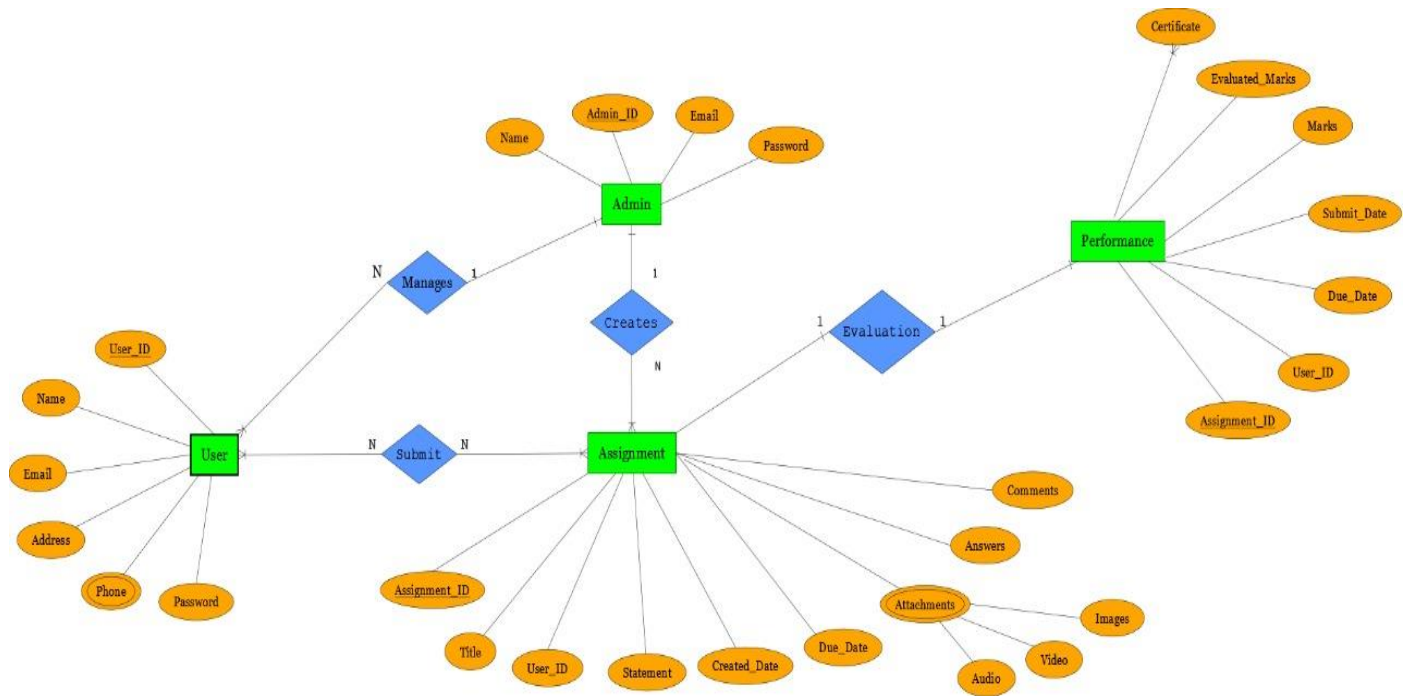 Certificate
Evaluated_Marks
Marks
Submit_Date
Due_Date
User_ID
Assignment_ID
Performance
Name
Admin_ID
Email
Password
Admin
N
Manages
1
1
Creates
N
1
Evaluation
1
User_ID
Name
Email
Address
Phone
Password
User
N
Submit
N
Assignment
Assignment_ID
Title
User_ID
Statement
Created_Date
Due_Date
Attachments
Audio
Video
Images
Answers
Comments